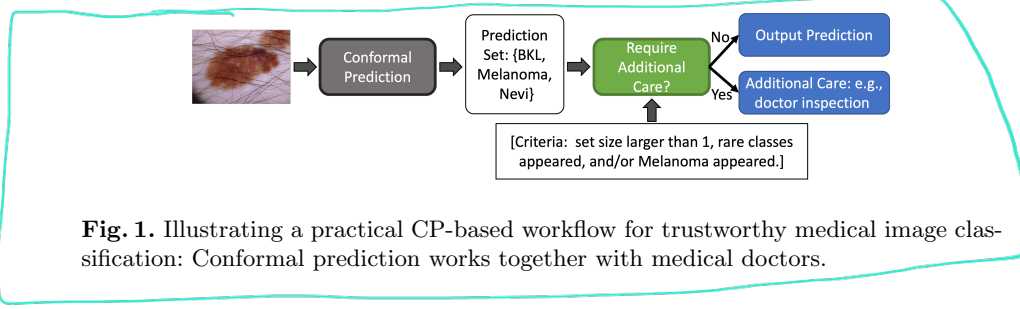 Conformal
Prediction
Prediction
Set: {BKL,
Melanoma,
Nevi}
Require
Additional
Care?
No
Output Prediction
Yes
Additional Care: e.g.,
doctor inspection
[Criteria: set size larger than 1, rare classes
appeared, and/or Melanoma appeared.]
Fig. 1. Illustrating a practical CP-based workflow for trustworthy medical image clas-
sification: Conformal prediction works together with medical doctors.